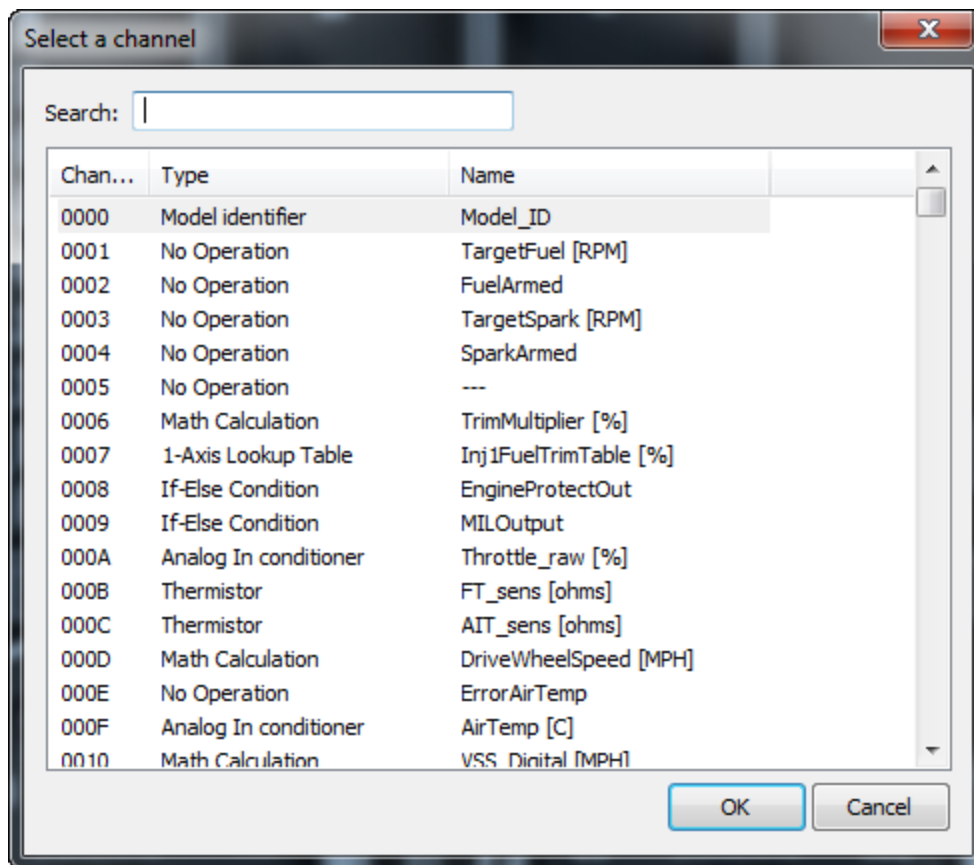 Select a channel
Search:
Chan... Type Name
0000 Model identifier Model_ID
0001 No Operation TargetFuel [RPM]
0002 No Operation FuelArmed
0003 No Operation TargetSpark [RPM]
0004 No Operation SparkArmed
0005 No Operation ---
0006 Math Calculation TrimMultiplier [%]
0007 1-Axis Lookup Table Inj1FuelTrimTable [%]
0008 If-Else Condition EngineProtectOut
0009 If-Else Condition MILOutput
000A Analog In conditioner Throttle_raw [%]
000B Thermistor FT_sens [ohms]
000C Thermistor AIT_sens [ohms]
000D Math Calculation DriveWheelSpeed [MPH]
000E No Operation ErrorAirTemp
000F Analog In conditioner AirTemp [C]
0010 Math Calculation VSS_Digital [MPH]
OK Cancel